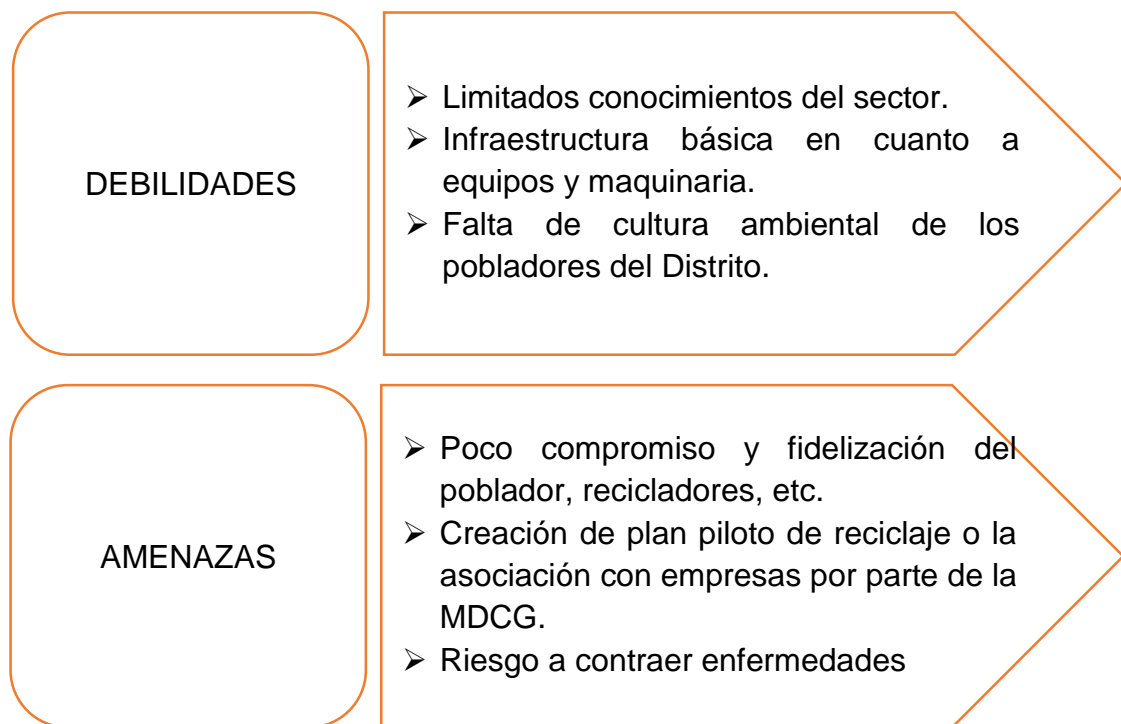 DEBILIDADES
➢ Limitados conocimientos del sector.
➢ Infraestructura básica en cuanto a
equipos y maquinaria.
➢ Falta de cultura ambiental de los
pobladores del Distrito.
AMENAZAS
➢ Poco compromiso y fidelización del
poblador, recicladores, etc.
➢ Creación de plan piloto de reciclaje o la
asociación con empresas por parte de la
MDCG.
➢ Riesgo a contraer enfermedades